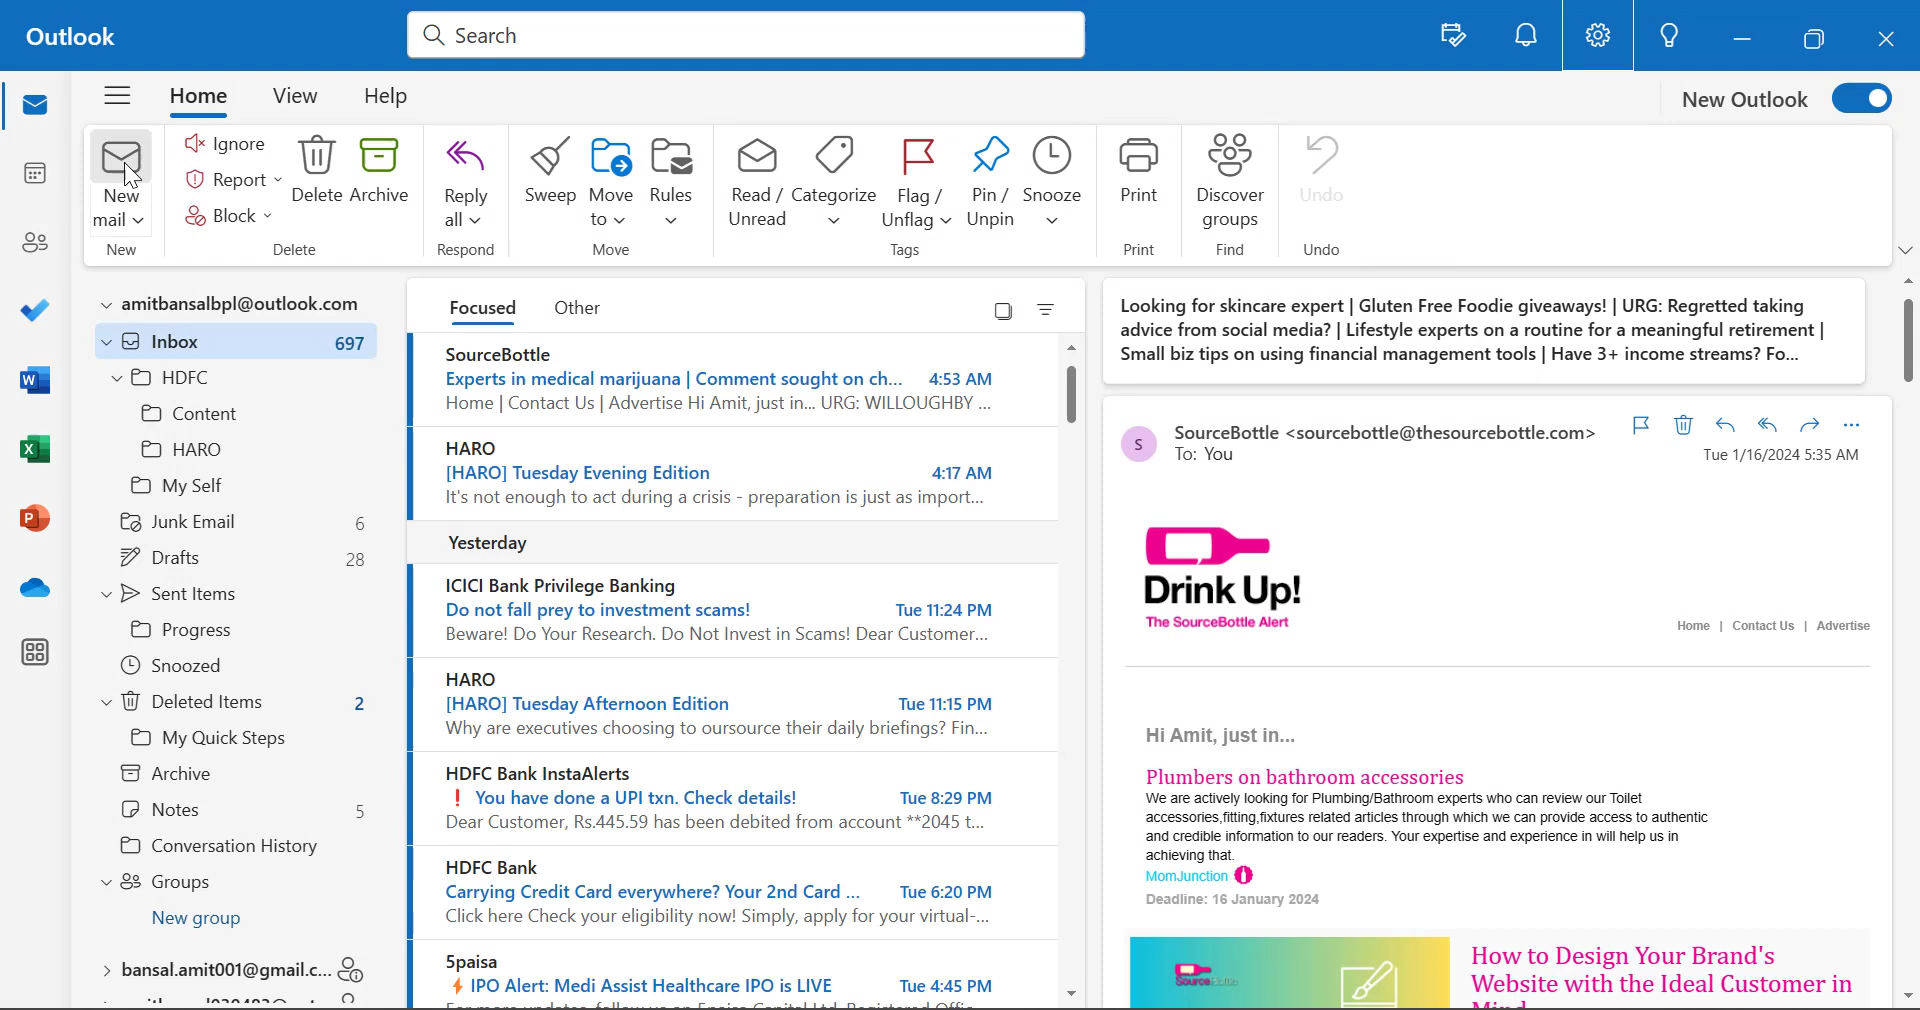 Outlook
Search
Home View Help
New Outlook
New mail
Ignore
Report
Block
Delete Archive
Reply all
Sweep Move to Rules
Read / Unread Categorize Flag / Unflag Pin / Unpin Snooze
Print
Discover groups
Undo
New Delete Respond Move Tags Print Find Undo
amitbansalbpl@outlook.com
Inbox 697
HDFC
Content
HARO
My Self
Junk Email 6
Drafts 28
Sent Items
Progress
Snoozed
Deleted Items 2
My Quick Steps
Archive
Notes 5
Conversation History
Groups
New group
bansal.amit001@gmail.c...
Focused Other
SourceBottle
Experts in medical marijuana | Comment sought on ch... 4:53 AM
Home | Contact Us | Advertise Hi Amit, just in... URG: WILLOUGHBY ...
HARO
[HARO] Tuesday Evening Edition 4:17 AM
It's not enough to act during a crisis - preparation is just as import...
Yesterday
ICICI Bank Privilege Banking
Do not fall prey to investment scams! Tue 11:24 PM
Beware! Do Your Research. Do Not Invest in Scams! Dear Customer...
HARO
[HARO] Tuesday Afternoon Edition Tue 11:15 PM
Why are executives choosing to oursource their daily briefings? Fin...
HDFC Bank InstaAlerts
! You have done a UPI txn. Check details! Tue 8:29 PM
Dear Customer, Rs.445.59 has been debited from account **2045 t...
HDFC Bank
Carrying Credit Card everywhere? Your 2nd Card ... Tue 6:20 PM
Click here Check your eligibility now! Simply, apply for your virtual-...
5paisa
IPO Alert: Medi Assist Healthcare IPO is LIVE Tue 4:45 PM
Looking for skincare expert | Gluten Free Foodie giveaways! | URG: Regretted taking
advice from social media? | Lifestyle experts on a routine for a meaningful retirement |
Small biz tips on using financial management tools | Have 3+ income streams? Fo...
S
SourceBottle <sourcebottle@thesourcebottle.com>
To: You
Tue 1/16/2024 5:35 AM
Drink Up!
The SourceBottle Alert
Home | Contact Us | Advertise
Hi Amit, just in...
Plumbers on bathroom accessories
We are actively looking for Plumbing/Bathroom experts who can review our Toilet
accessories,fitting,fixtures related articles through which we can provide access to authentic
and credible information to our readers. Your expertise and experience in will help us in
achieving that.
MomJunction
Deadline: 16 January 2024
SourceBottle
How to Design Your Brand's
Website with the Ideal Customer in